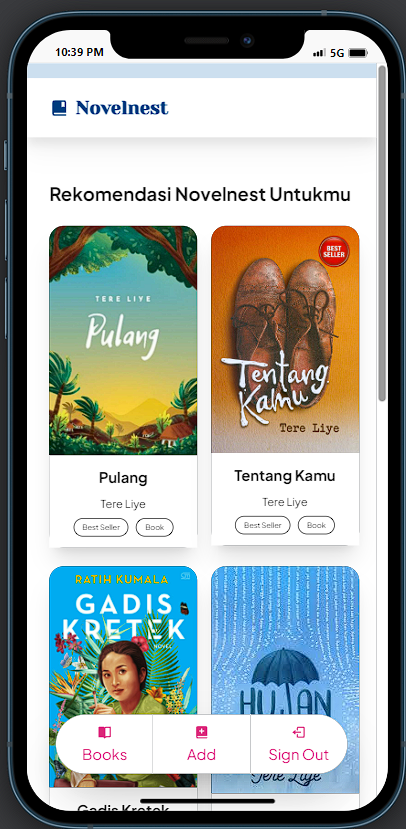 10:39 PM
5G
Novelnest
Rekomendasi Novelnest Untukmu
TERE LIYE
Pulang
BEST
SELLER
Tentang
Kamu
Tere Liye
Pulang
Tentang Kamu
Tere Liye
Tere Liye
Best Seller
Book
Best Seller
Book
RATIH KUMALA
GADIS
KRETEK
NOVEL
HUJAN
Tere Liye
Books
Add
Sign Out
Gadis Kretek